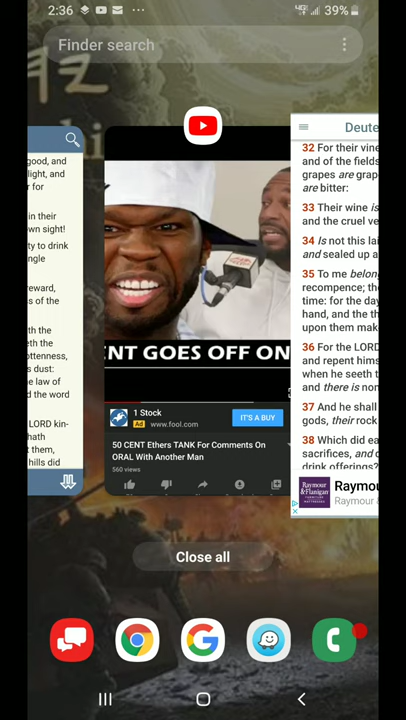 2:36
39%
Finder search
good, and
light, and
for
in their
wn sight!
ty to drink
ngle
reward,
ss of the
th the
eth the
ottenness,
s dust:
e law of
d the word
LORD kin-
hath
t them,
hills did
NT GOES OFF ON
1 Stock
Ad www.fool.com
IT'S A BUY
50 CENT Ethers TANK For Comments On
ORAL With Another Man
560 views
Deute
32 For their vine
and of the fields
grapes are grap
are bitter:
33 Their wine is
and the cruel ve
34 Is not this lai
and sealed up a
35 To me belon
recompence; the
time: for the day
hand, and the th
upon them mak
36 For the LORD
and repent hims
when he seeth t
and there is non
37 And he shall
gods, their rock
38 Which did ea
sacrifices, and d
drink offerings?
Raymour
&Flanigan
Raymou
Raymour &
Close all